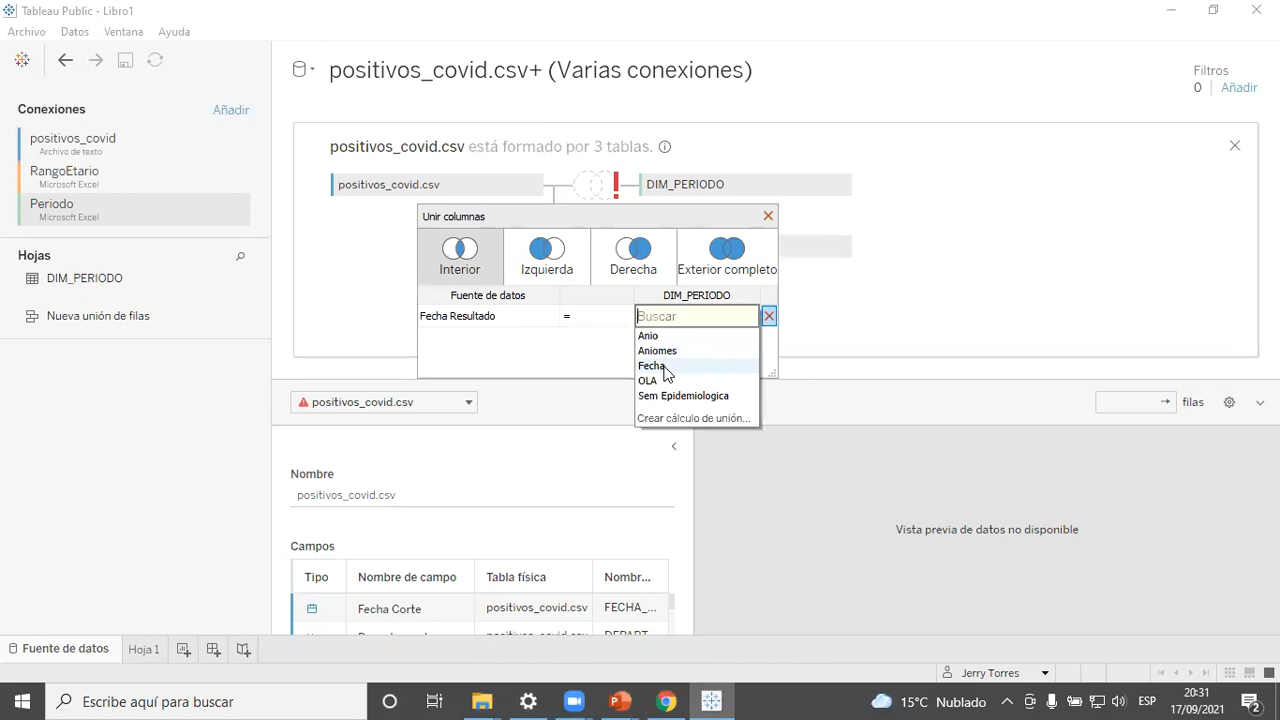 Tableau Public - Libro1
Archivo Datos Ventana Ayuda
positivos_covid.csv+ (Varias conexiones)
Filtros
0 Añadir
Conexiones Añadir
positivos_covid
Archivo de texto
RangoEtario
Microsoft Excel
Periodo
Microsoft Excel
Hojas
DIM_PERIODO
Nueva unión de filas
positivos_covid.csv está formado por 3 tablas.
positivos_covid.csv
DIM_PERIODO
Unir columnas
Interior Izquierda Derecha Exterior completo
Fuente de datos DIM_PERIODO
Fecha Resultado = Buscar
Anio
Aniomes
Fecha
OLA
Sem Epidemiologica
Crear cálculo de unión...
positivos_covid.csv
filas
Nombre
positivos_covid.csv
Campos
Tipo Nombre de campo Tabla física Nombr...
Fecha Corte positivos_covid.csv FECHA_...
Vista previa de datos no disponible
Fuente de datos Hoja 1
Jerry Torres
Escribe aquí para buscar
15°C Nublado
ESP
20:31
17/09/2021
2